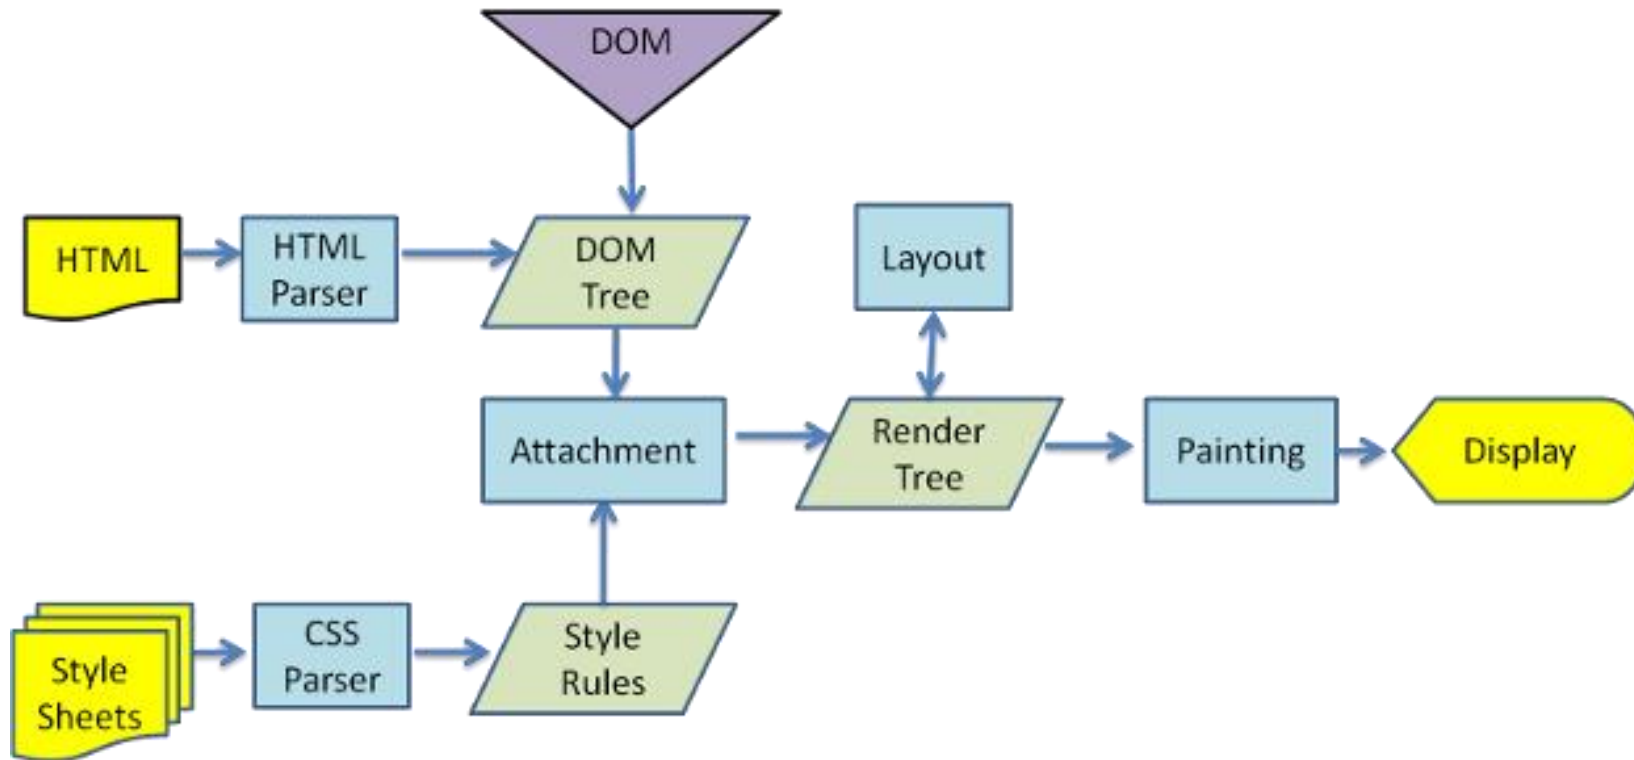 DOM
HTML
HTML
Parser
DOM
Tree
Layout
Attachment
Render
Tree
Painting
Display
Style
Sheets
CSS
Parser
Style
Rules